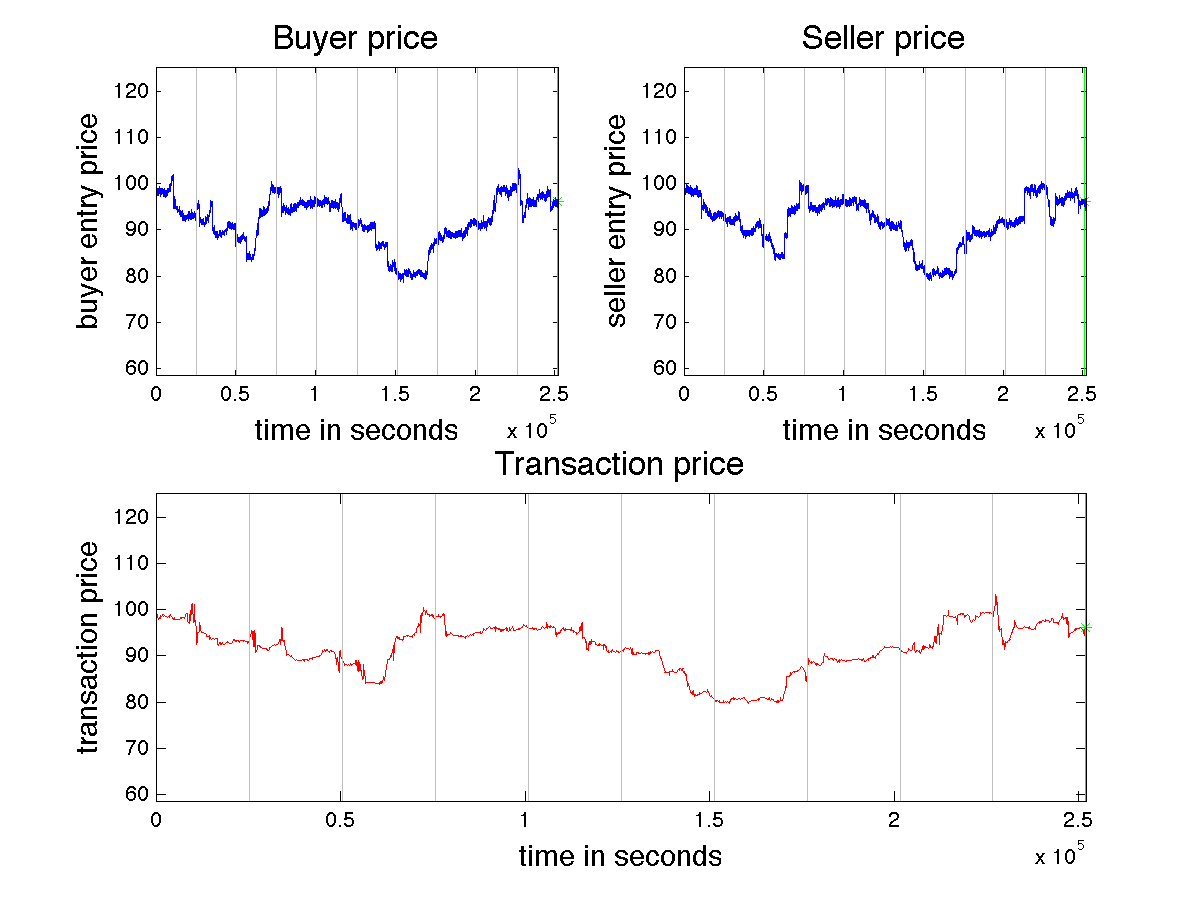 Buyer price
buyer entry price
120
110
100
90
80
70
60
0 0.5 1 1.5 2 2.5
x 10^5
time in seconds
Seller price
seller entry price
120
110
100
90
80
70
60
0 0.5 1 1.5 2 2.5
x 10^5
time in seconds
Transaction price
transaction price
120
110
100
90
80
70
60
0 0.5 1 1.5 2 2.5
x 10^5
time in seconds